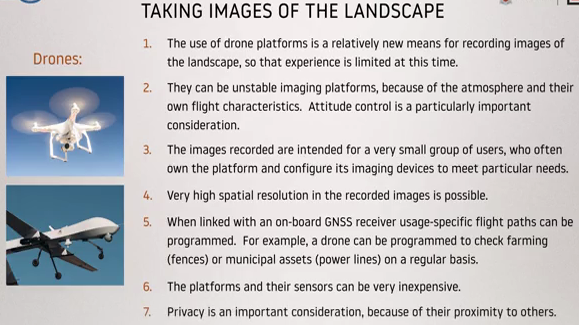 TAKING IMAGES OF THE LANDSCAPE
Drones:
1. The use of drone platforms is a relatively new means for recording images of
the landscape, so that experience is limited at this time.
2. They can be unstable imaging platforms, because of the atmosphere and their
own flight characteristics. Attitude control is a particularly important
consideration.
3. The images recorded are intended for a very small group of users, who often
own the platform and configure its imaging devices to meet particular needs.
4. Very high spatial resolution in the recorded images is possible.
5. When linked with an on-board GNSS receiver usage-specific flight paths can be
programmed. For example, a drone can be programmed to check farming
(fences) or municipal assets (power lines) on a regular basis.
6. The platforms and their sensors can be very inexpensive.
7. Privacy is an important consideration, because of their proximity to others.